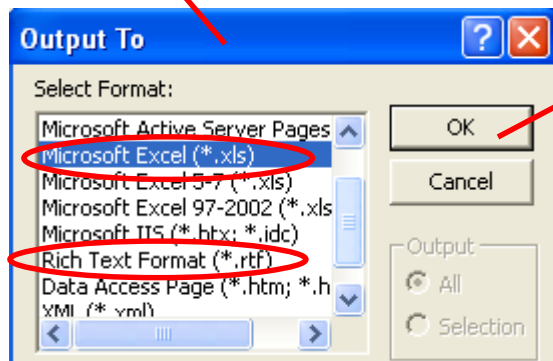 Output To
Select Format:
Microsoft Active Server Pages
Microsoft Excel (*.xls)
Microsoft Excel 5-7 (*.xls)
Microsoft Excel 97-2002 (*.xls
Microsoft IIS (*.htx; *.idc)
Rich Text Format (*.rtf)
Data Access Page (*.htm; *.h
XML (*.xml)
OK
Cancel
Output
All
Selection